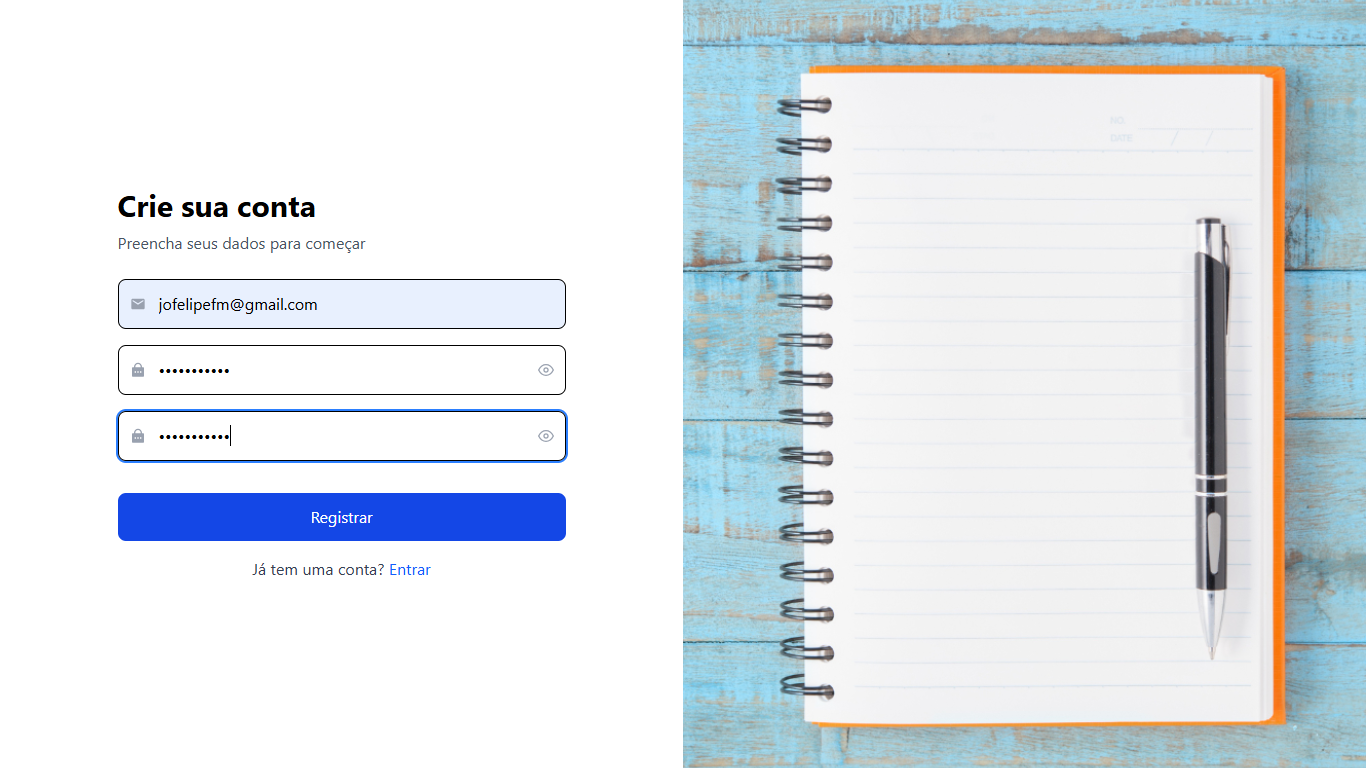 Crie sua conta
Preencha seus dados para começar
jofelipefm@gmail.com
•••••••••••
•••••••••••
Registrar
Já tem uma conta? Entrar
NO.
DATE